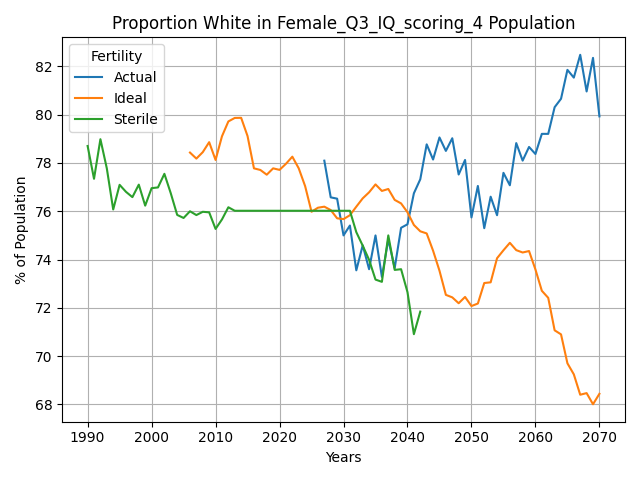 Proportion White in Female_Q3_IQ_scoring_4 Population
Fertility
Actual
Ideal
Sterile
% of Population
82
80
78
76
74
72
70
68
1990 2000 2010 2020 2030 2040 2050 2060 2070
Years